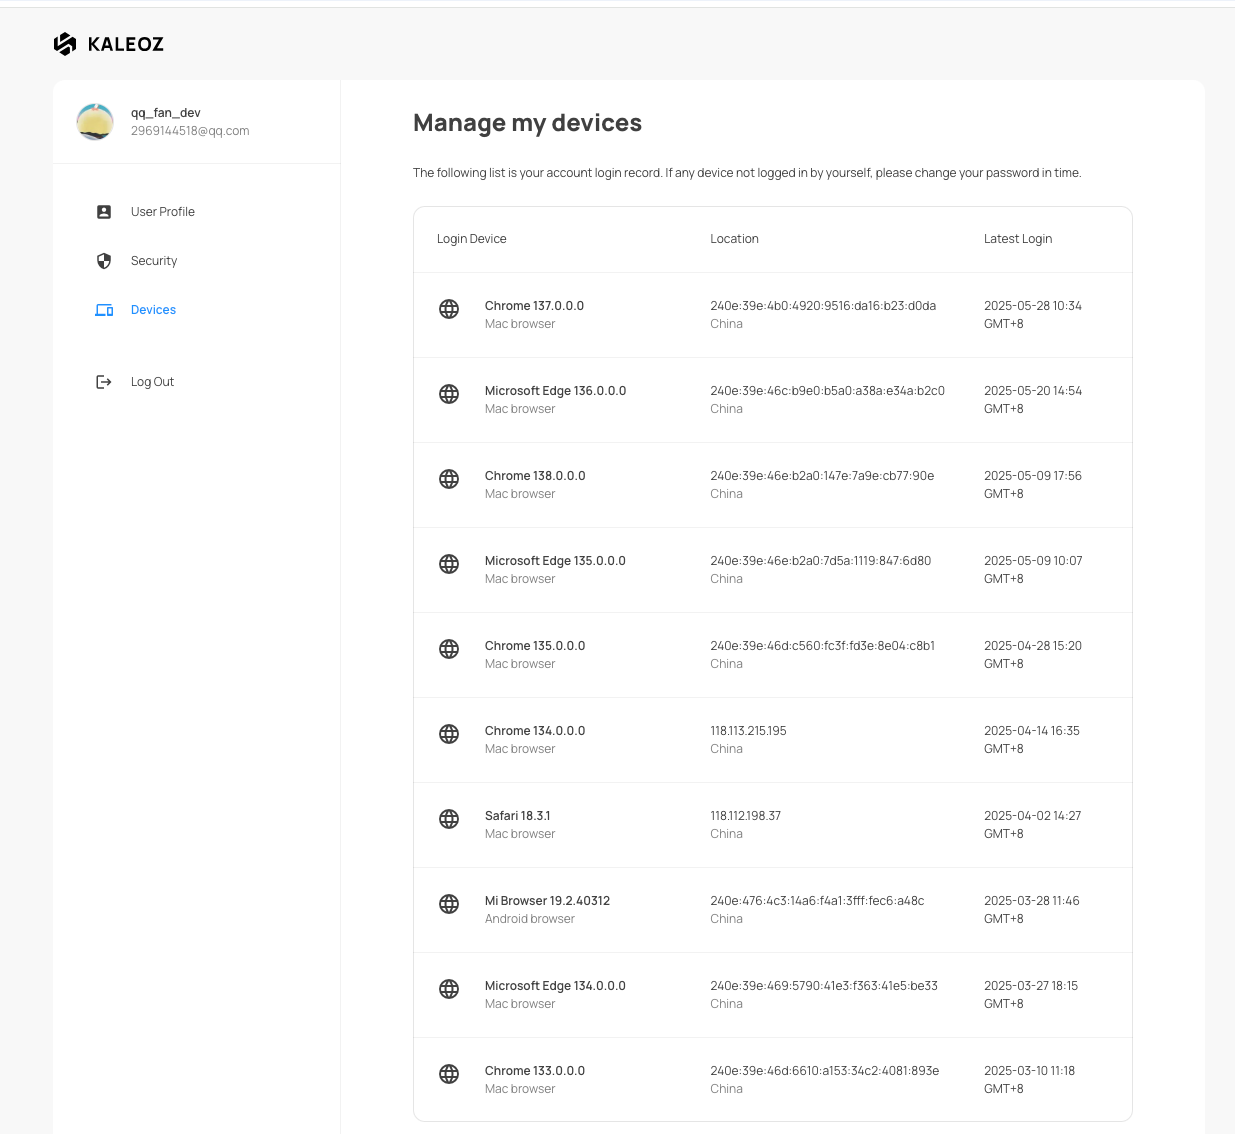 KALEOZ
qq_fan_dev
2969144518@qq.com
User Profile
Security
Devices
Log Out
Manage my devices
The following list is your account login record. If any device not logged in by yourself, please change your password in time.
Login Device Location Latest Login
Chrome 137.0.0.0 240e:39e:4b0:4920:9516:da16:b23:d0da 2025-05-28 10:34
Mac browser China GMT+8
Microsoft Edge 136.0.0.0 240e:39e:46c:b9e0:b5a0:a38a:e34a:b2c0 2025-05-20 14:54
Mac browser China GMT+8
Chrome 138.0.0.0 240e:39e:46e:b2a0:147e:7a9e:cb77:90e 2025-05-09 17:56
Mac browser China GMT+8
Microsoft Edge 135.0.0.0 240e:39e:46e:b2a0:7d5a:1119:847:6d80 2025-05-09 10:07
Mac browser China GMT+8
Chrome 135.0.0.0 240e:39e:46d:c560:fc3f:fd3e:8e04:c8b1 2025-04-28 15:20
Mac browser China GMT+8
Chrome 134.0.0.0 118.113.215.195 2025-04-14 16:35
Mac browser China GMT+8
Safari 18.3.1 118.112.198.37 2025-04-02 14:27
Mac browser China GMT+8
Mi Browser 19.2.40312 240e:476:4c3:14a6:f4a1:3fff:fec6:a48c 2025-03-28 11:46
Android browser China GMT+8
Microsoft Edge 134.0.0.0 240e:39e:469:5790:41e3:f363:41e5:be33 2025-03-27 18:15
Mac browser China GMT+8
Chrome 133.0.0.0 240e:39e:46d:6610:a153:34c2:4081:893e 2025-03-10 11:18
Mac browser China GMT+8